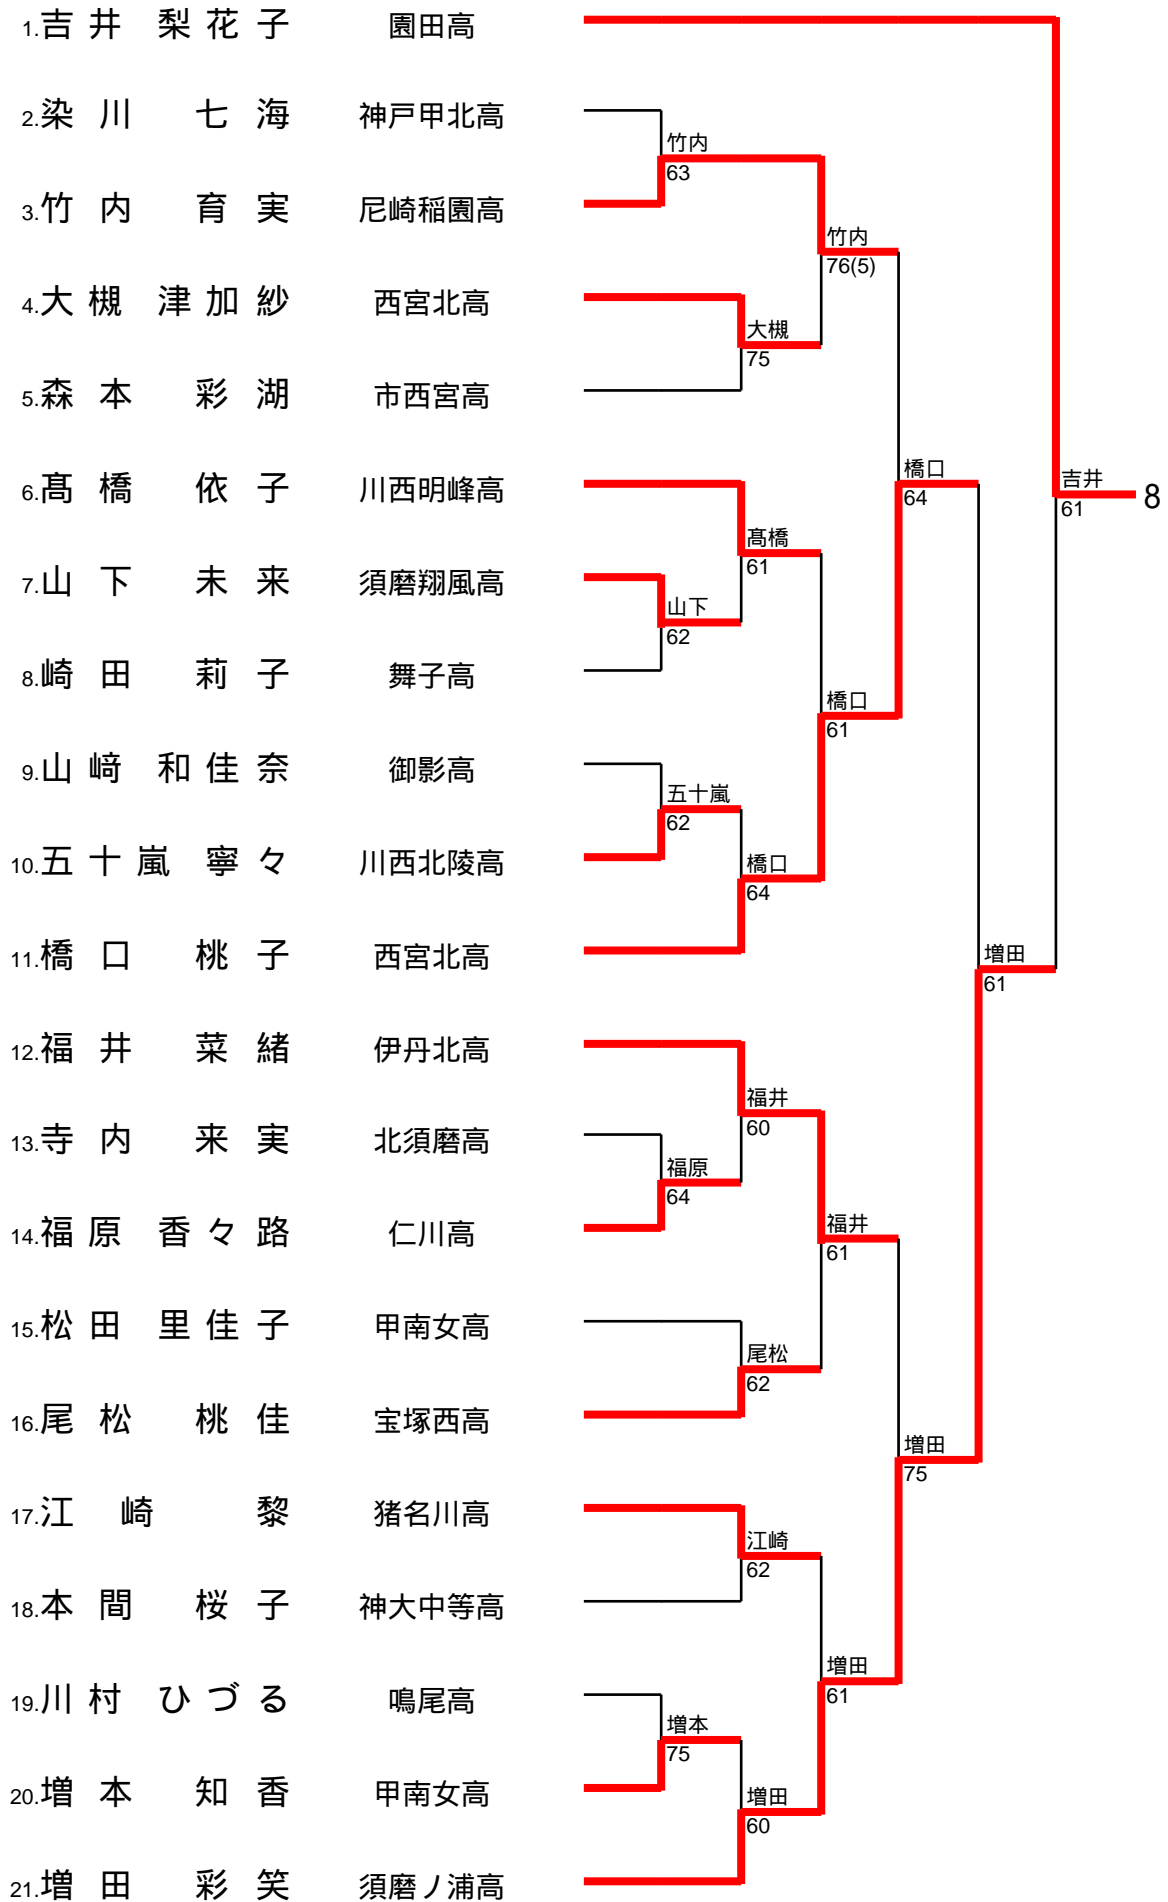 1.吉井 梨花子 園田高
2.染川 七海 神戸甲北高
竹内
63
3.竹内 育実 尼崎稲園高
竹内
76(5)
4.大槻 津加紗 西宮北高
大槻
75
5.森本 彩湖 市西宮高
6.髙橋 依子 川西明峰高
橋口
64
吉井
61
8
髙橋
61
7.山下 未来 須磨翔風高
山下
62
8.崎田 莉子 舞子高
橋口
61
9.山﨑 和佳奈 御影高
五十嵐
62
10.五十嵐 寧々 川西北陵高
橋口
64
11.橋口 桃子 西宮北高
増田
61
12.福井 菜緒 伊丹北高
福井
60
13.寺内 来実 北須磨高
福原
64
14.福原 香々路 仁川高
福井
61
15.松田 里佳子 甲南女高
尾松
62
16.尾松 桃佳 宝塚西高
増田
75
17.江崎 黎 猪名川高
江崎
62
18.本間 桜子 神大中等高
増田
61
19.川村 ひづる 鳴尾高
増本
75
20.増本 知香 甲南女高
増田
60
21.増田 彩笑 須磨ノ浦高